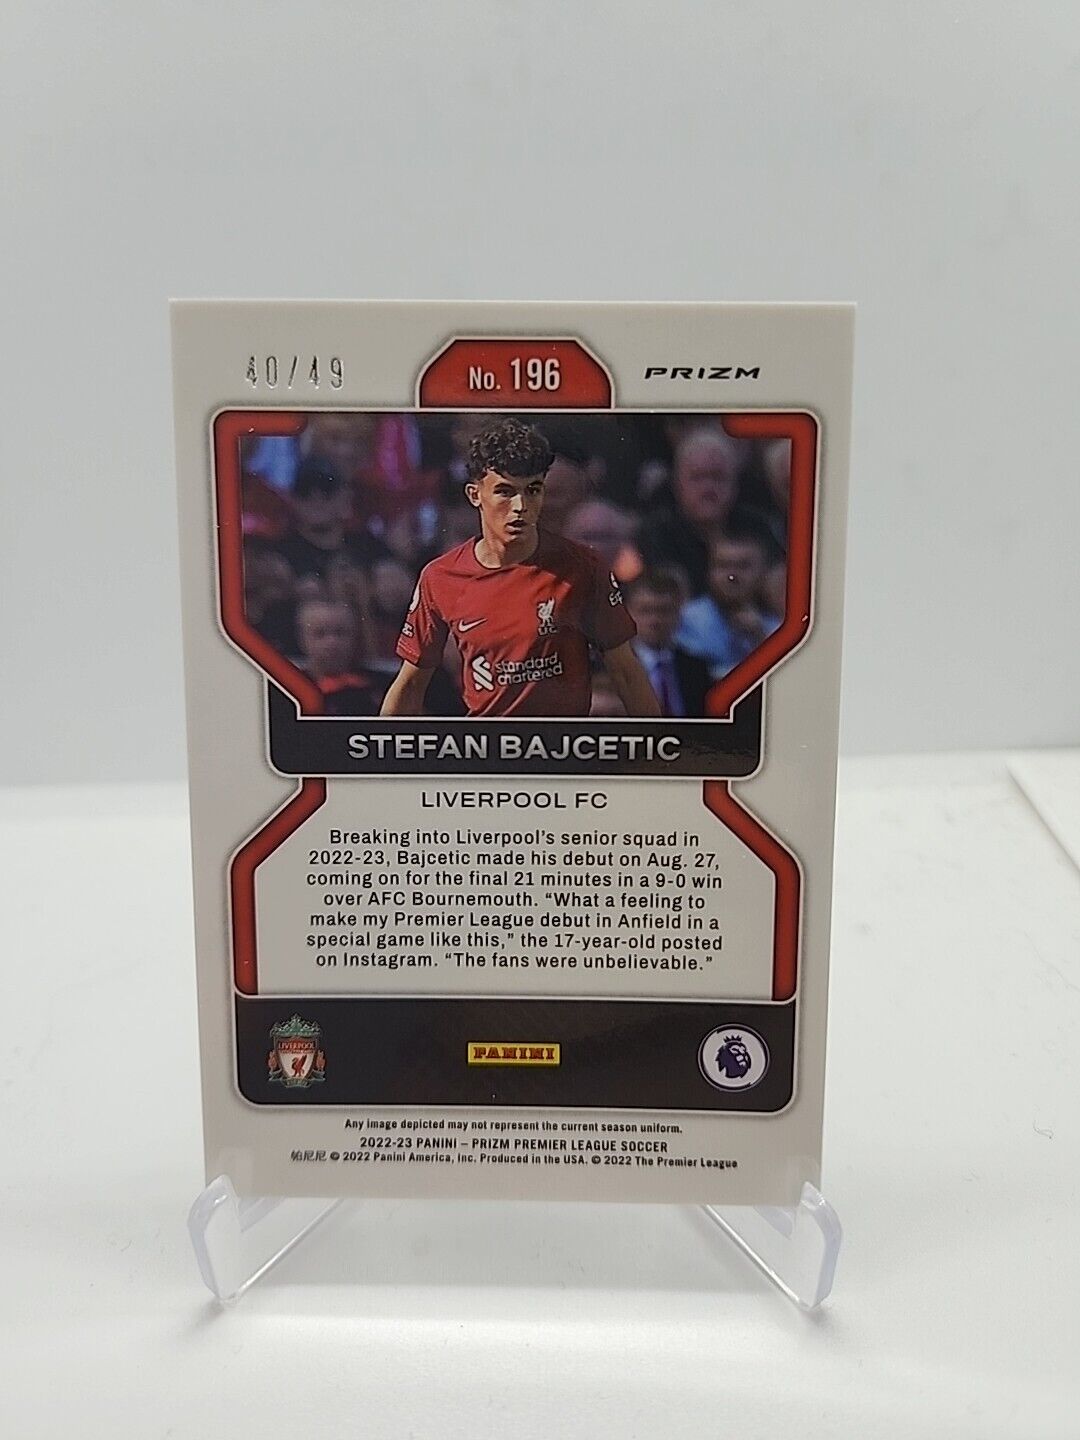 40/49
No. 196
PRIZM
standard
chartered
STEFAN BAJCETIC
LIVERPOOL FC
Breaking into Liverpool's senior squad in
2022-23, Bajcetic made his debut on Aug. 27,
coming on for the final 21 minutes in a 9-0 win
over AFC Bournemouth. “What a feeling to
make my Premier League debut in Anfield in a
special game like this,” the 17-year-old posted
on Instagram. “The fans were unbelievable.”
LIVERPOOL
PANINI
Any image depicted may not represent the current season uniform.
2022-23 PANINI – PRIZM PREMIER LEAGUE SOCCER
帕尼尼 © 2022 Panini America, Inc. Produced in the USA. © 2022 The Premier League